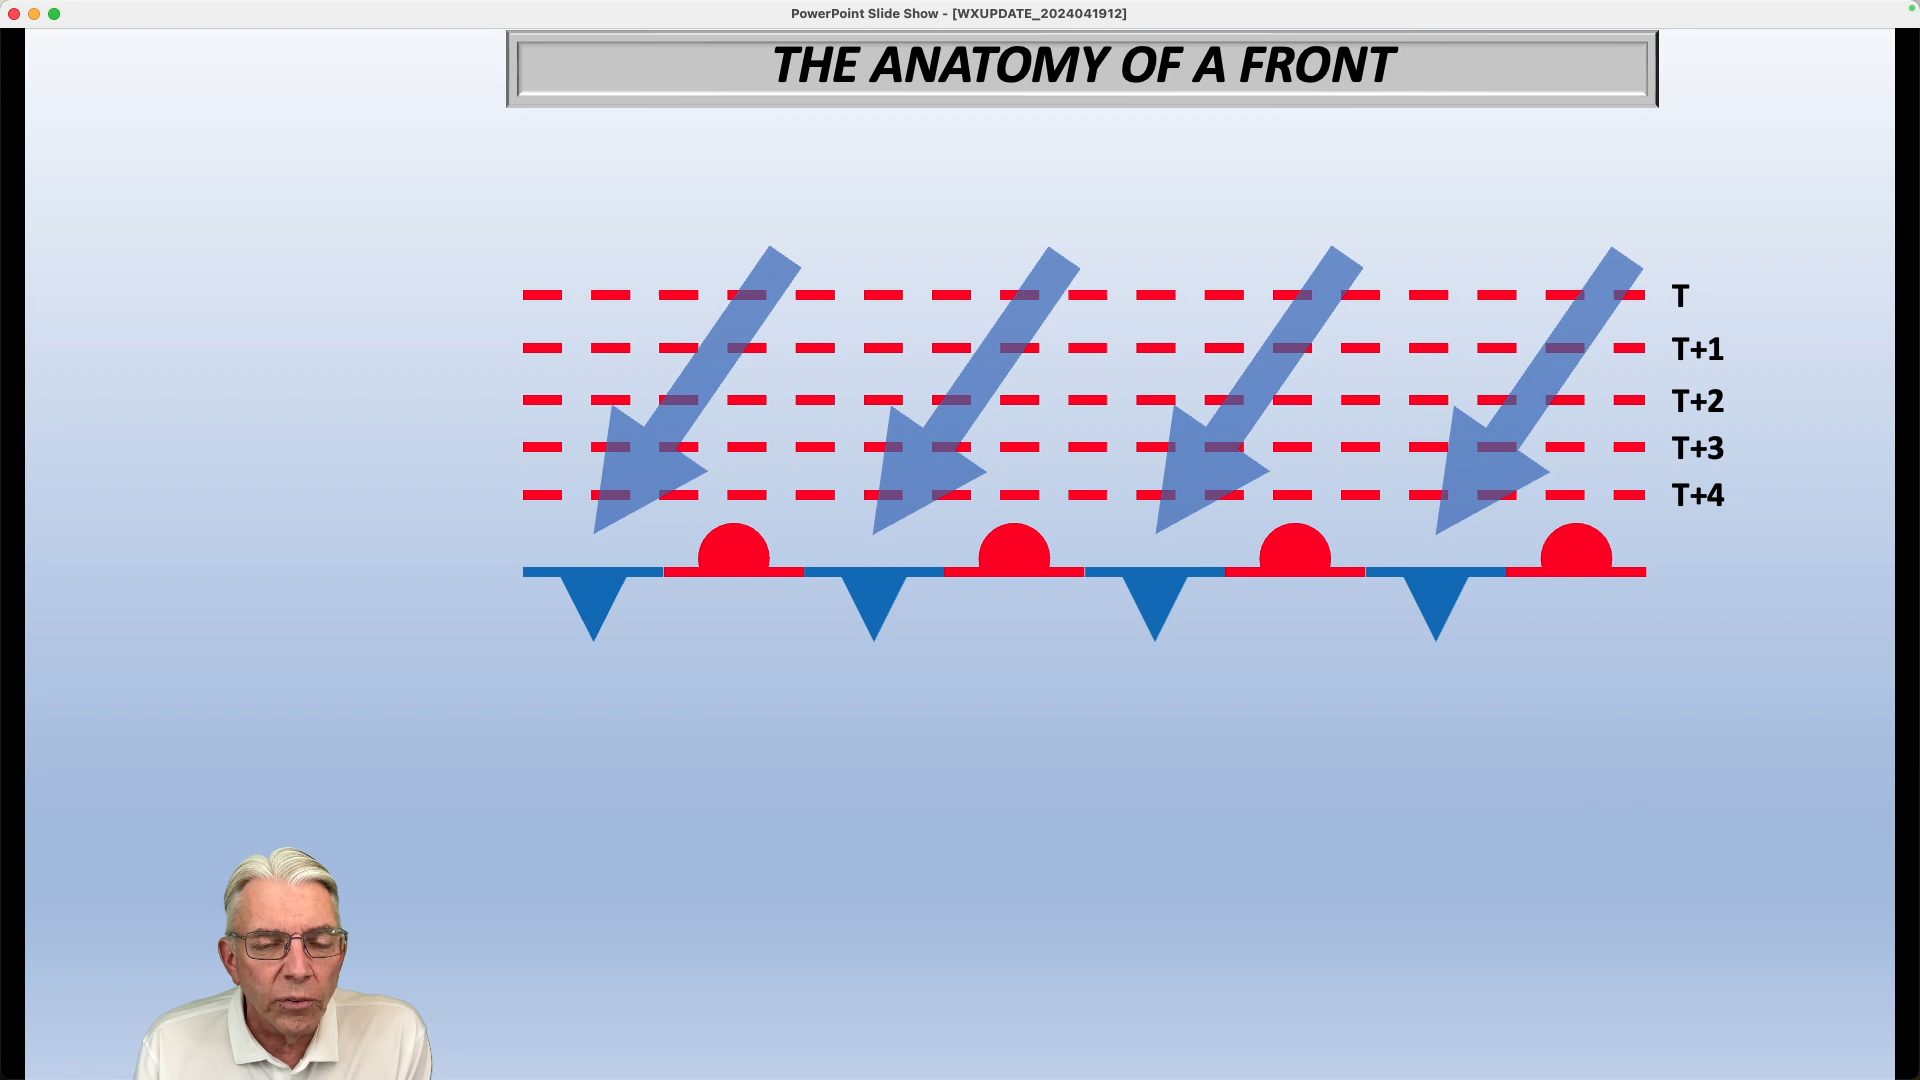 PowerPoint Slide Show - [WXUPDATE_2024041912]
THE ANATOMY OF A FRONT
T
T+1
T+2
T+3
T+4